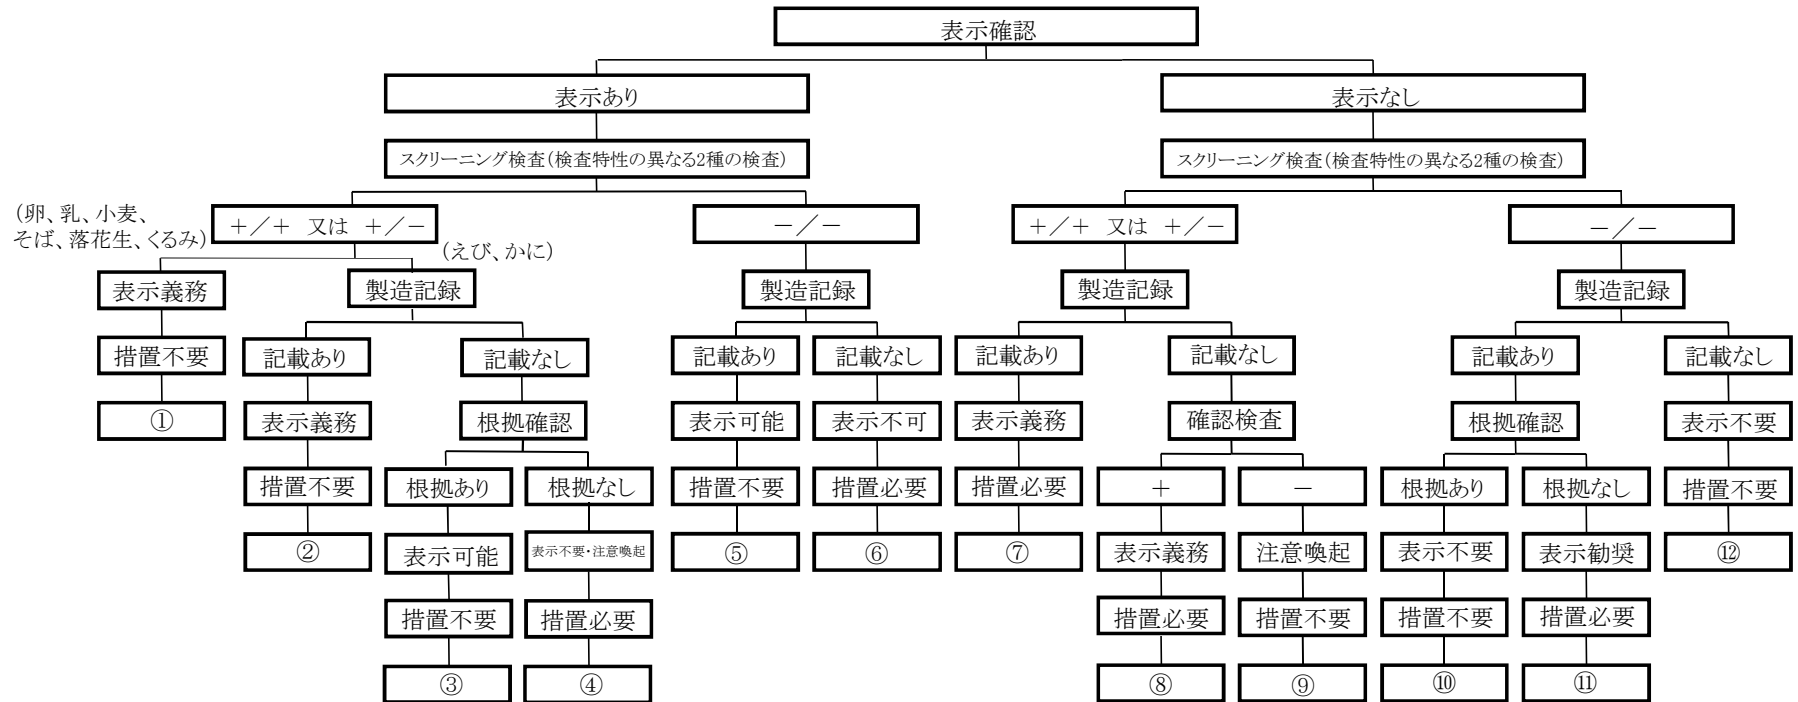 表示確認
表示あり
表示なし
スクリーニング検査(検査特性の異なる2種の検査)
スクリーニング検査(検査特性の異なる2種の検査)
(卵、乳、小麦、
そば、落花生、くるみ)
+/+ 又は +/-
-/-
+/+ 又は +/-
-/-
(えび、かに)
表示義務
製造記録
製造記録
製造記録
製造記録
措置不要
記載あり
記載なし
記載あり
記載なし
記載あり
記載なし
記載あり
記載なし
①
表示義務
根拠確認
表示可能
表示不可
表示義務
確認検査
根拠確認
表示不要
措置不要
根拠あり
根拠なし
措置不要
措置必要
措置必要
+
-
根拠あり
根拠なし
措置不要
②
表示可能
表示不要・注意喚起
⑤
⑥
⑦
表示義務
注意喚起
表示不要
表示勧奨
⑫
措置不要
措置必要
措置必要
措置不要
措置不要
措置必要
③
④
⑧
⑨
⑩
⑪